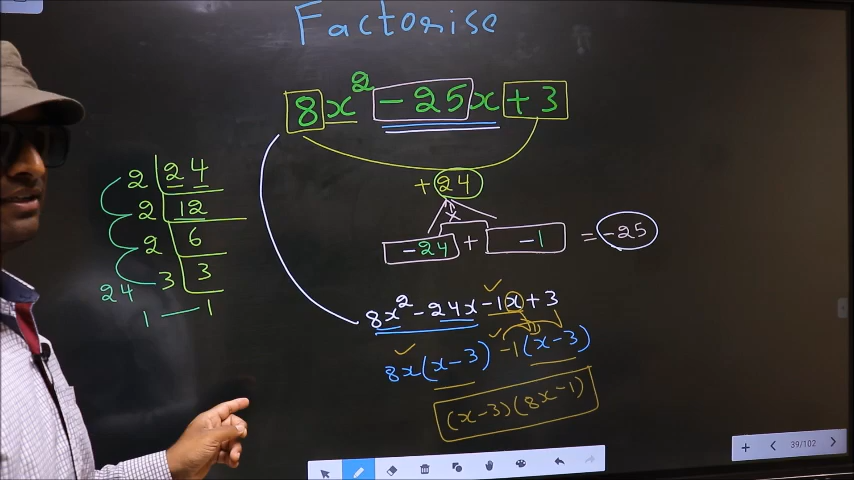 Factorise
8x² - 25x + 3
+24
-24 + -1 = -25
2 24
2 12
2 6
3 3
24
1 1
8x² - 24x - 1x + 3
8x(x-3) -1(x-3)
(x-3)(8x-1)
39/102